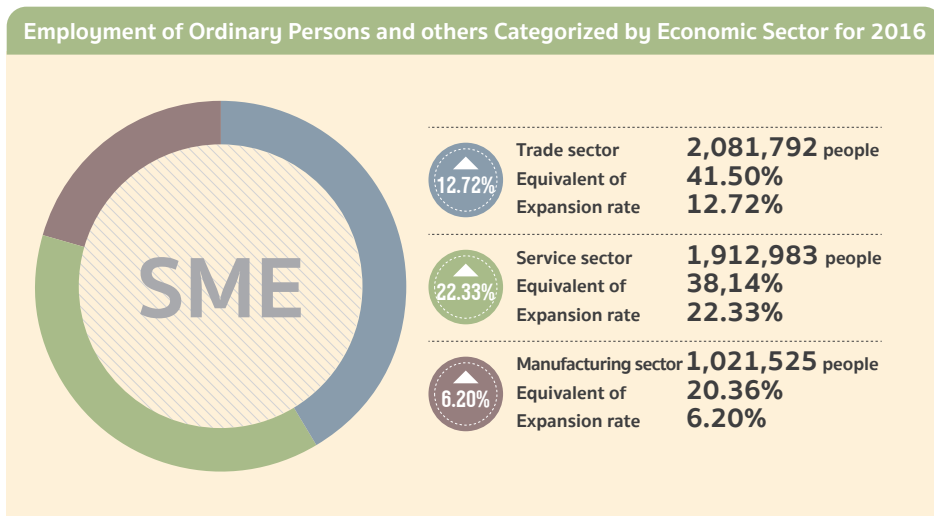 Employment of Ordinary Persons and others Categorized by Economic Sector for 2016
SME
12.72%
Trade sector 2,081,792 people
Equivalent of 41.50%
Expansion rate 12.72%
22.33%
Service sector 1,912,983 people
Equivalent of 38,14%
Expansion rate 22.33%
6.20%
Manufacturing sector 1,021,525 people
Equivalent of 20.36%
Expansion rate 6.20%